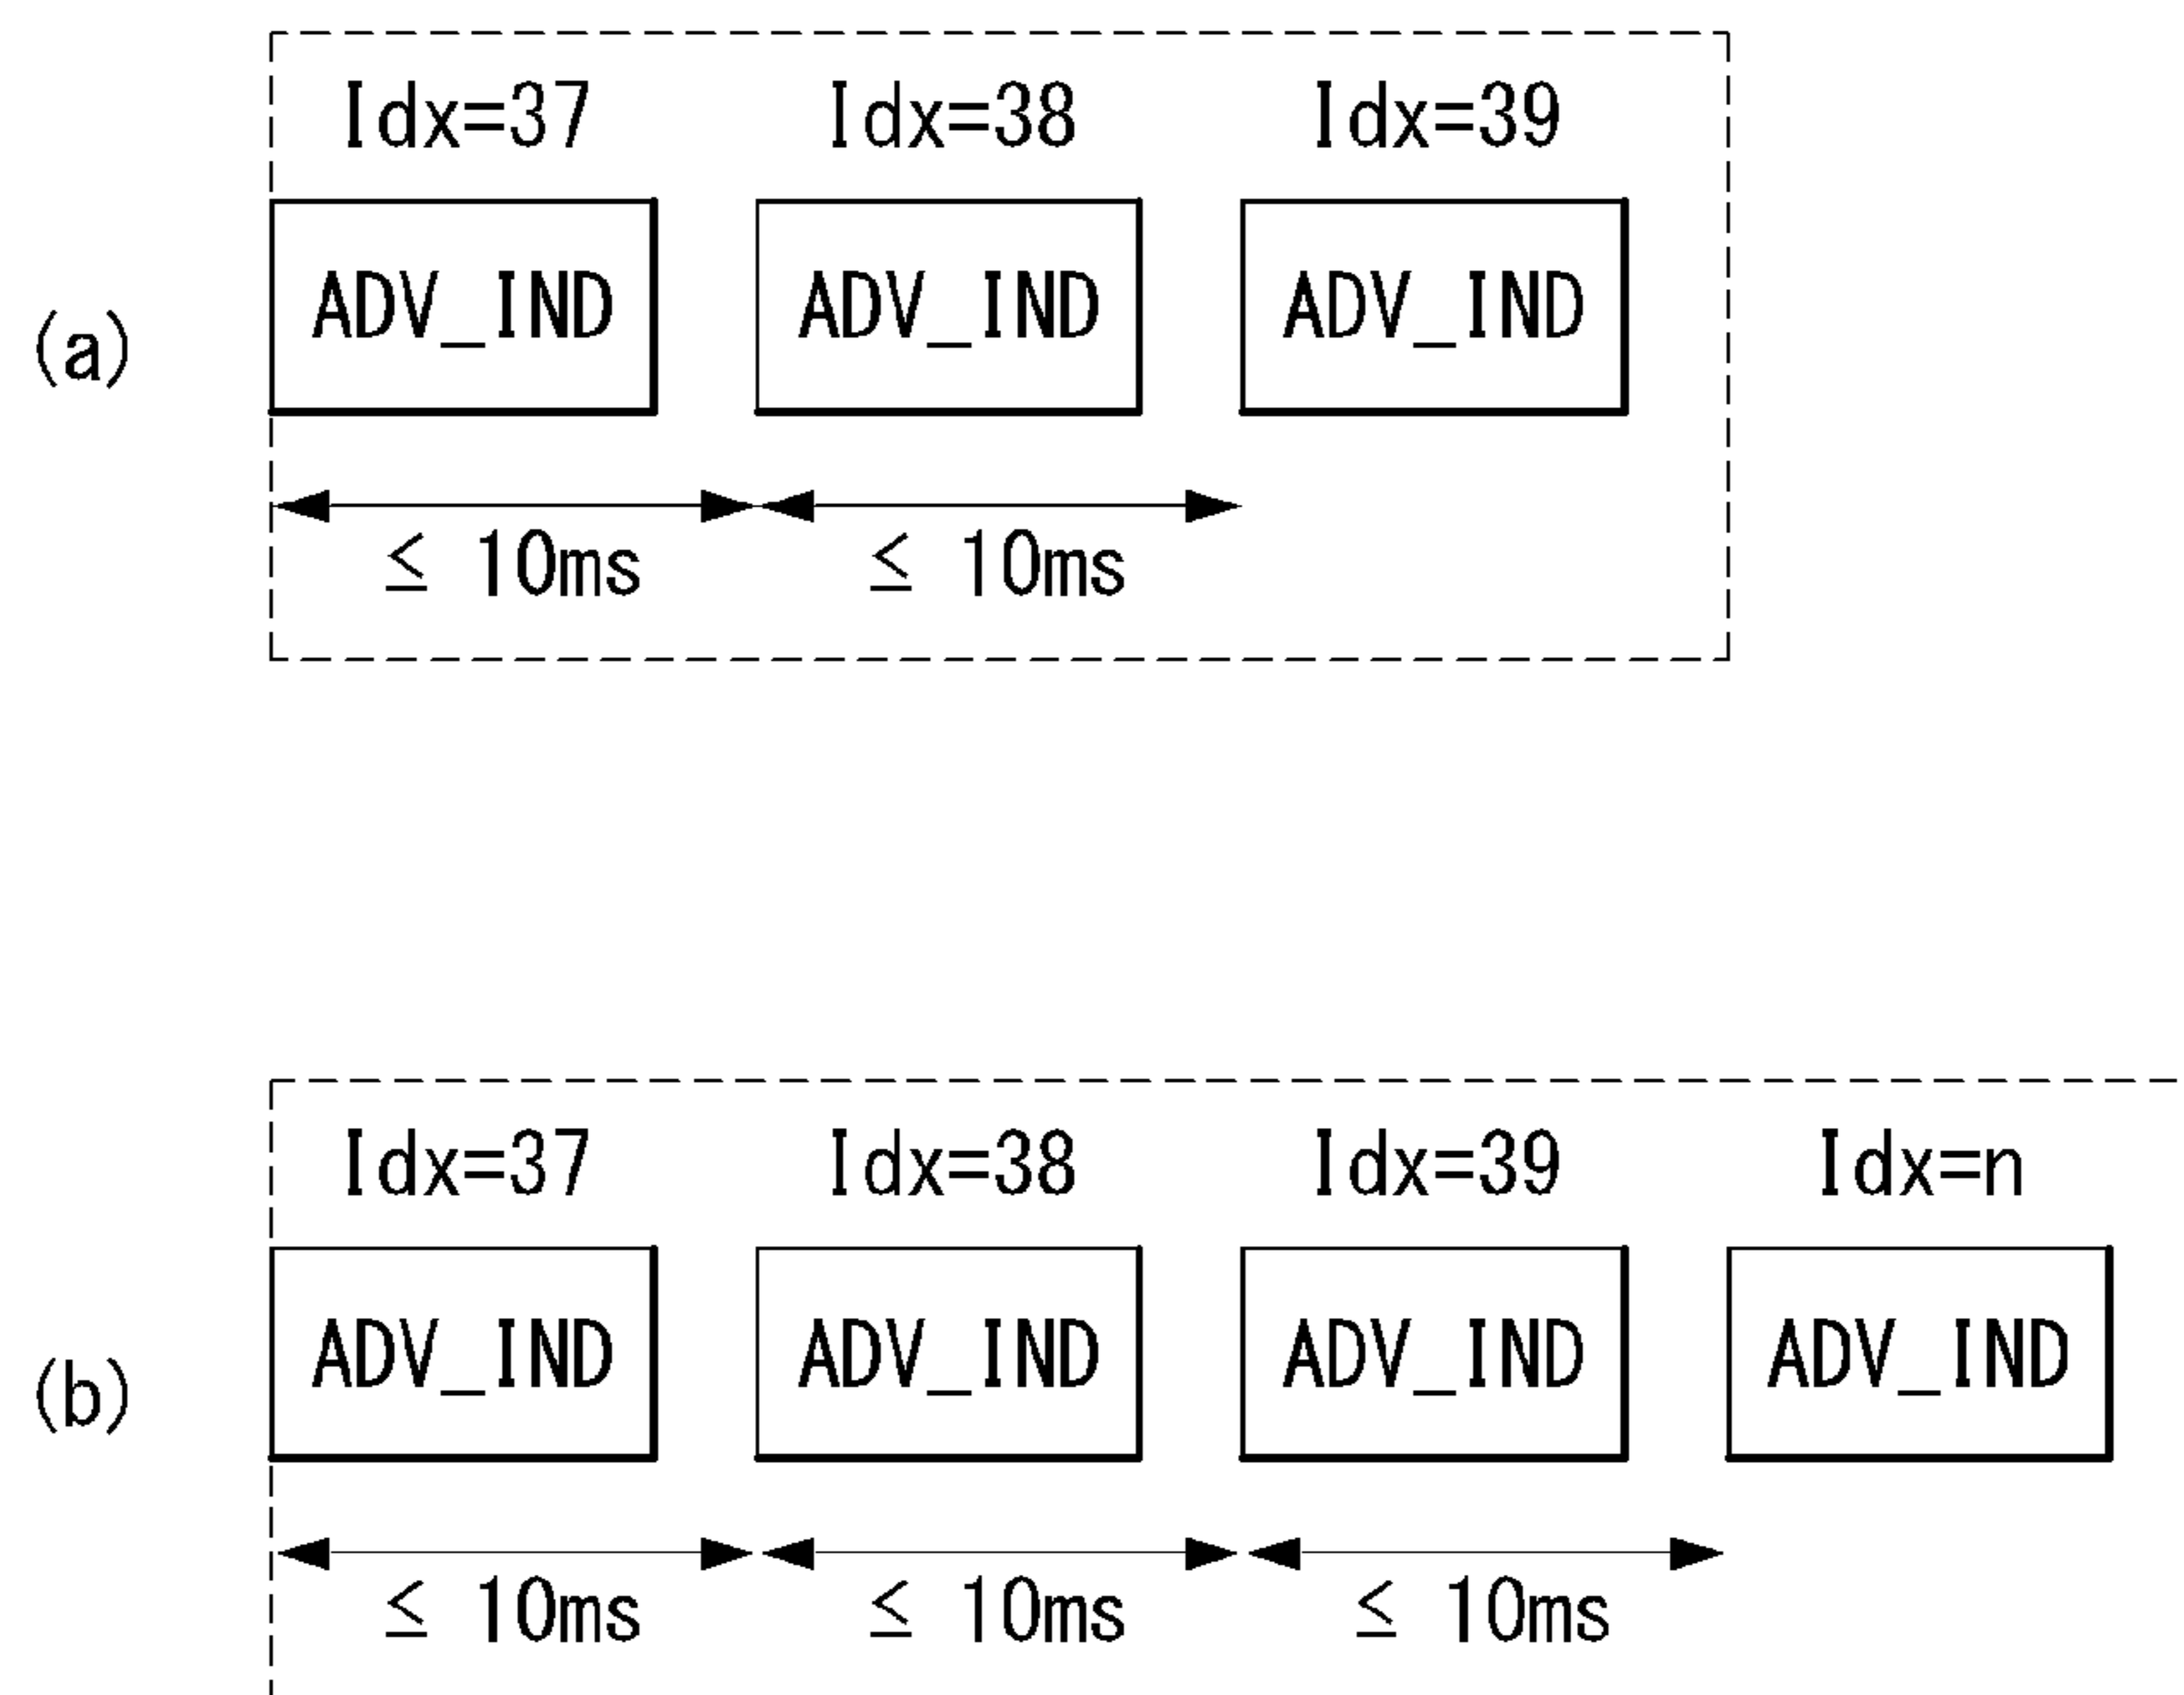 Idx=37 Idx=38 Idx=39
ADV_IND ADV_IND ADV_IND
(a)
≤ 10ms ≤ 10ms
Idx=37 Idx=38 Idx=39 Idx=n
ADV_IND ADV_IND ADV_IND ADV_IND
(b)
≤ 10ms ≤ 10ms ≤ 10ms